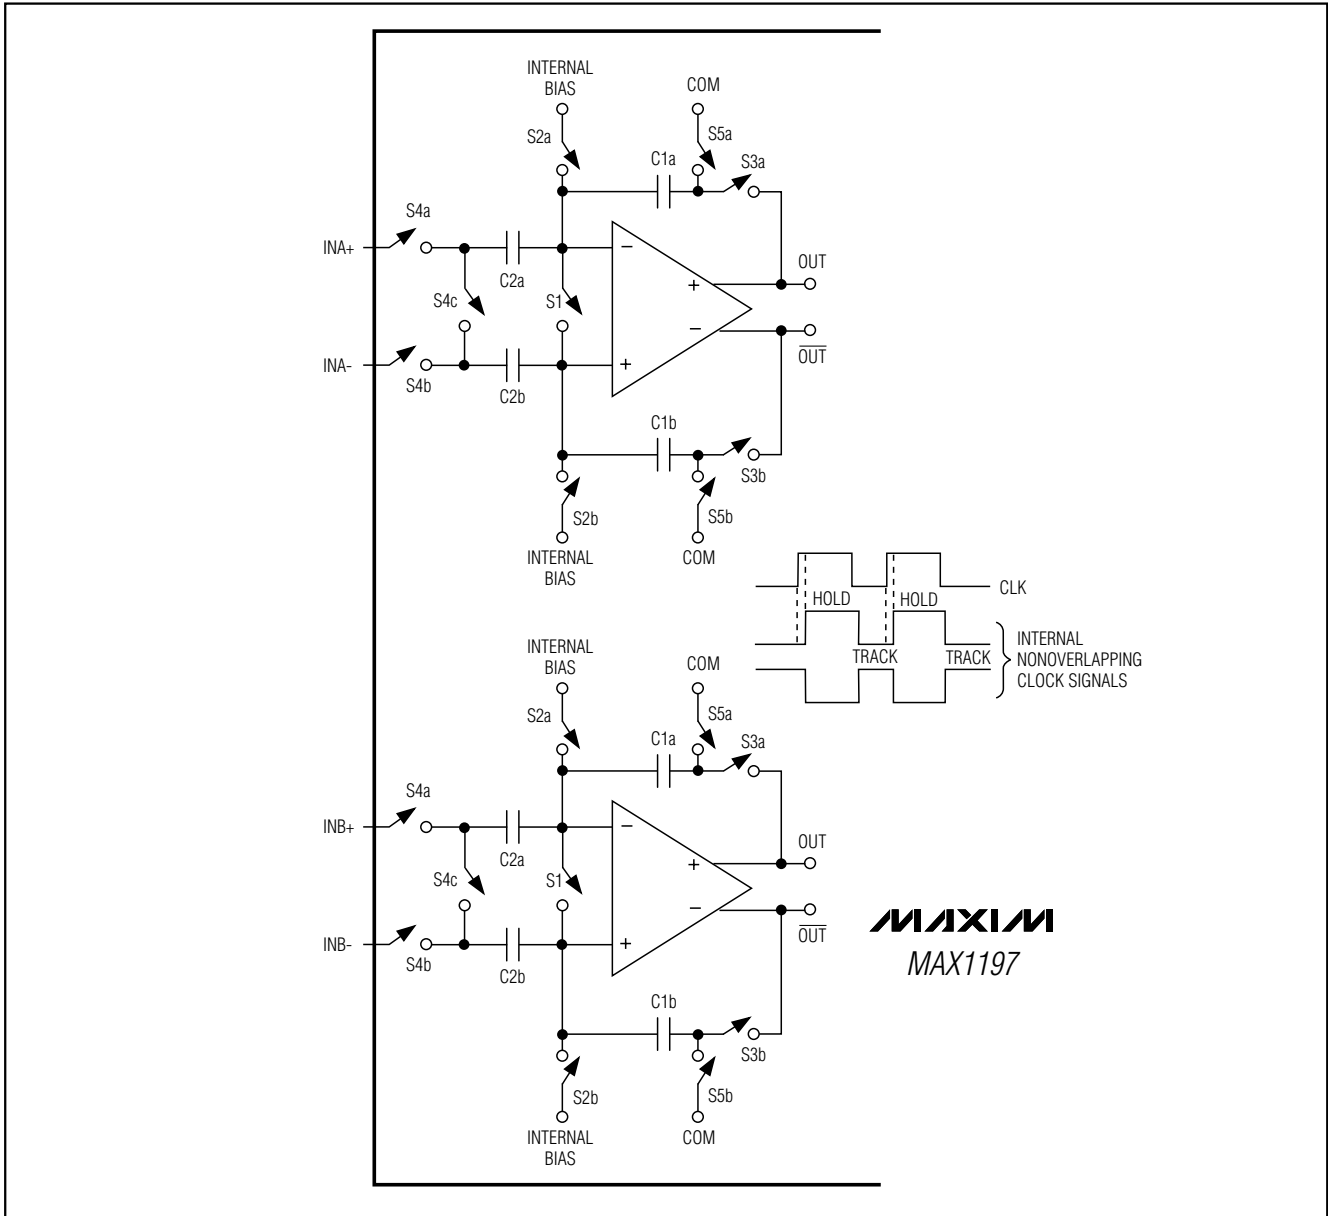 INTERNAL
BIAS
COM
S2a
S5a
C1a
S3a
S4a
INA+
C2a
OUT
+
−
S4c
S1
−
OUT
INA-
+
S4b
C2b
C1b
S3b
S2b
S5b
INTERNAL
BIAS
COM
CLK
HOLD
HOLD
TRACK
TRACK
INTERNAL
NONOVERLAPPING
CLOCK SIGNALS
INTERNAL
BIAS
COM
S2a
S5a
C1a
S3a
S4a
INB+
C2a
OUT
+
−
S4c
S1
−
OUT
INB-
+
S4b
C2b
MAXIM
MAX1197
C1b
S3b
S2b
S5b
INTERNAL
BIAS
COM